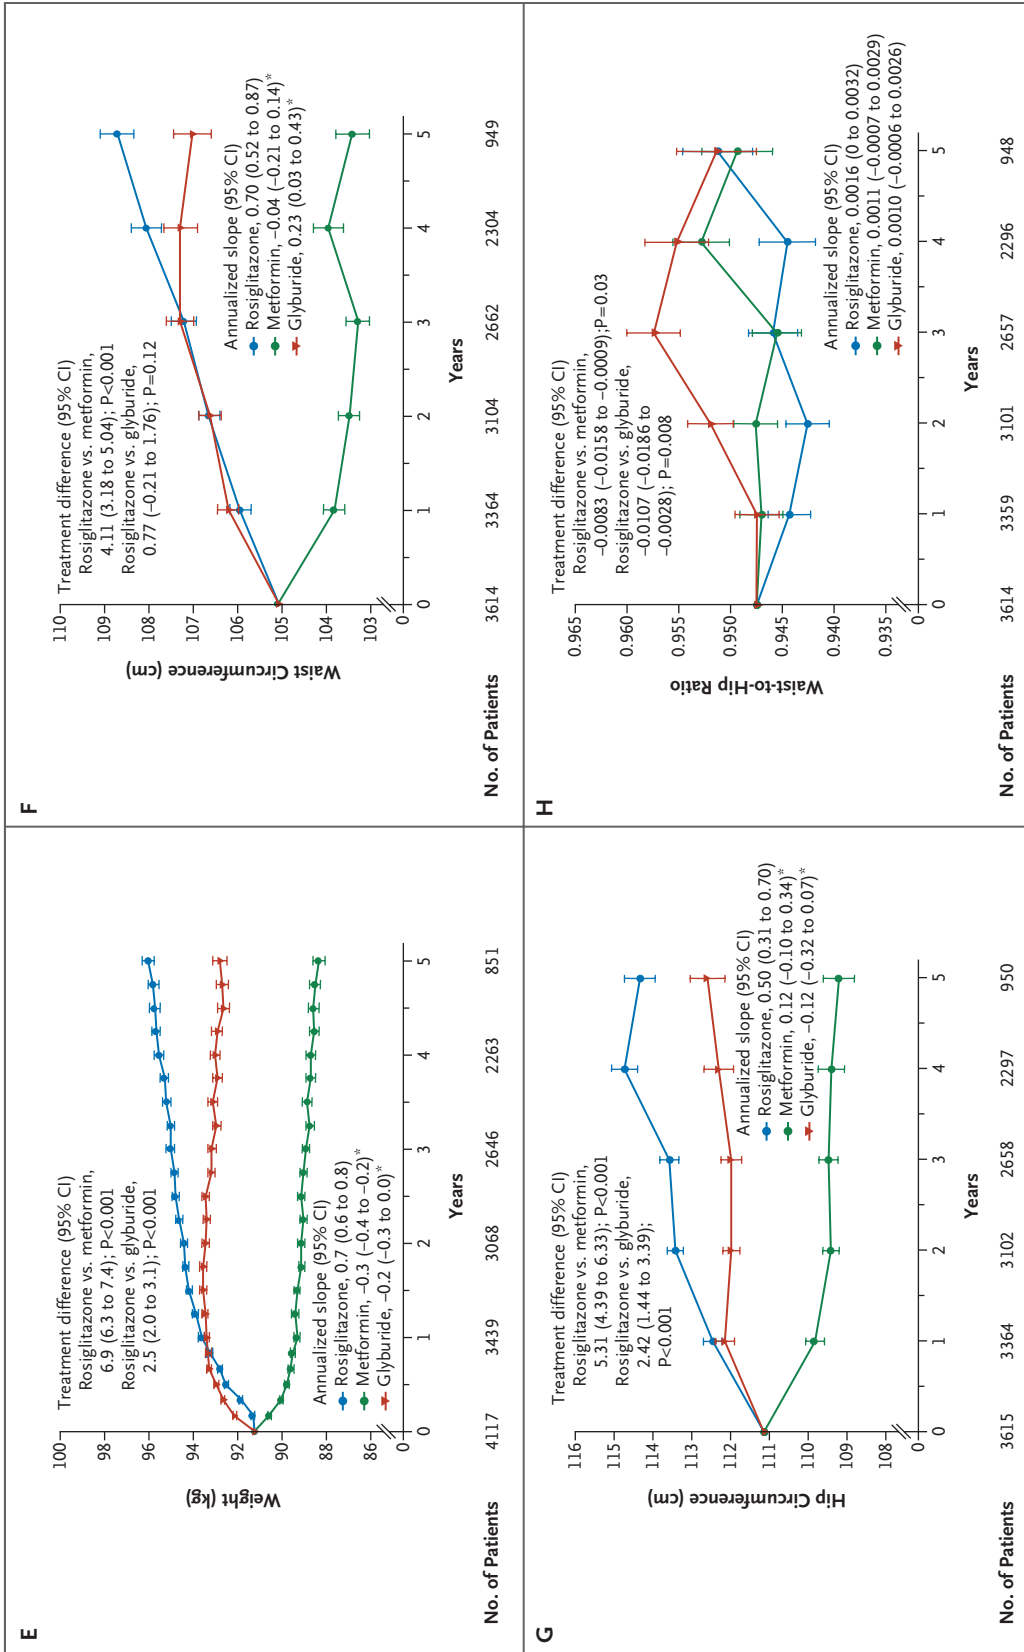 E
Weight (kg)
100
98
96
94
92
90
88
86
0
Treatment difference (95% CI)
Rosiglitazone vs. metformin,
6.9 (6.3 to 7.4); P<0.001
Rosiglitazone vs. glyburide,
2.5 (2.0 to 3.1); P<0.001
Annualized slope (95% CI)
Rosiglitazone, 0.7 (0.6 to 0.8)
Metformin, −0.3 (−0.4 to −0.2)*
Glyburide, −0.2 (−0.3 to 0.0)*
0 1 2 3 4 5
Years
No. of Patients 4117 3439 3068 2646 2263 851
F
Waist Circumference (cm)
110
109
108
107
106
105
104
103
0
Treatment difference (95% CI)
Rosiglitazone vs. metformin,
4.11 (3.18 to 5.04); P<0.001
Rosiglitazone vs. glyburide,
0.77 (−0.21 to 1.76); P=0.12
Annualized slope (95% CI)
Rosiglitazone, 0.70 (0.52 to 0.87)
Metformin, −0.04 (−0.21 to 0.14)*
Glyburide, 0.23 (0.03 to 0.43)*
0 1 2 3 4 5
Years
No. of Patients 3614 3364 3104 2662 2304 949
G
Hip Circumference (cm)
116
115
114
113
112
111
110
109
108
0
Treatment difference (95% CI)
Rosiglitazone vs. metformin,
5.31 (4.39 to 6.33); P<0.001
Rosiglitazone vs. glyburide,
2.42 (1.44 to 3.39);
P<0.001
Annualized slope (95% CI)
Rosiglitazone, 0.50 (0.31 to 0.70)
Metformin, 0.12 (−0.10 to 0.34)*
Glyburide, −0.12 (−0.32 to 0.07)*
0 1 2 3 4 5
Years
No. of Patients 3615 3364 3102 2658 2297 950
H
Waist-to-Hip Ratio
0.965
0.960
0.955
0.950
0.945
0.940
0.935
0
Treatment difference (95% CI)
Rosiglitazone vs. metformin,
−0.0083 (−0.0158 to −0.0009);P=0.03
Rosiglitazone vs. glyburide,
−0.0107 (−0.0186 to
−0.0028); P=0.008
Annualized slope (95% CI)
Rosiglitazone, 0.0016 (0 to 0.0032)
Metformin, 0.0011 (−0.0007 to 0.0029)
Glyburide, 0.0010 (−0.0006 to 0.0026)
0 1 2 3 4 5
Years
No. of Patients 3614 3359 3101 2657 2296 948